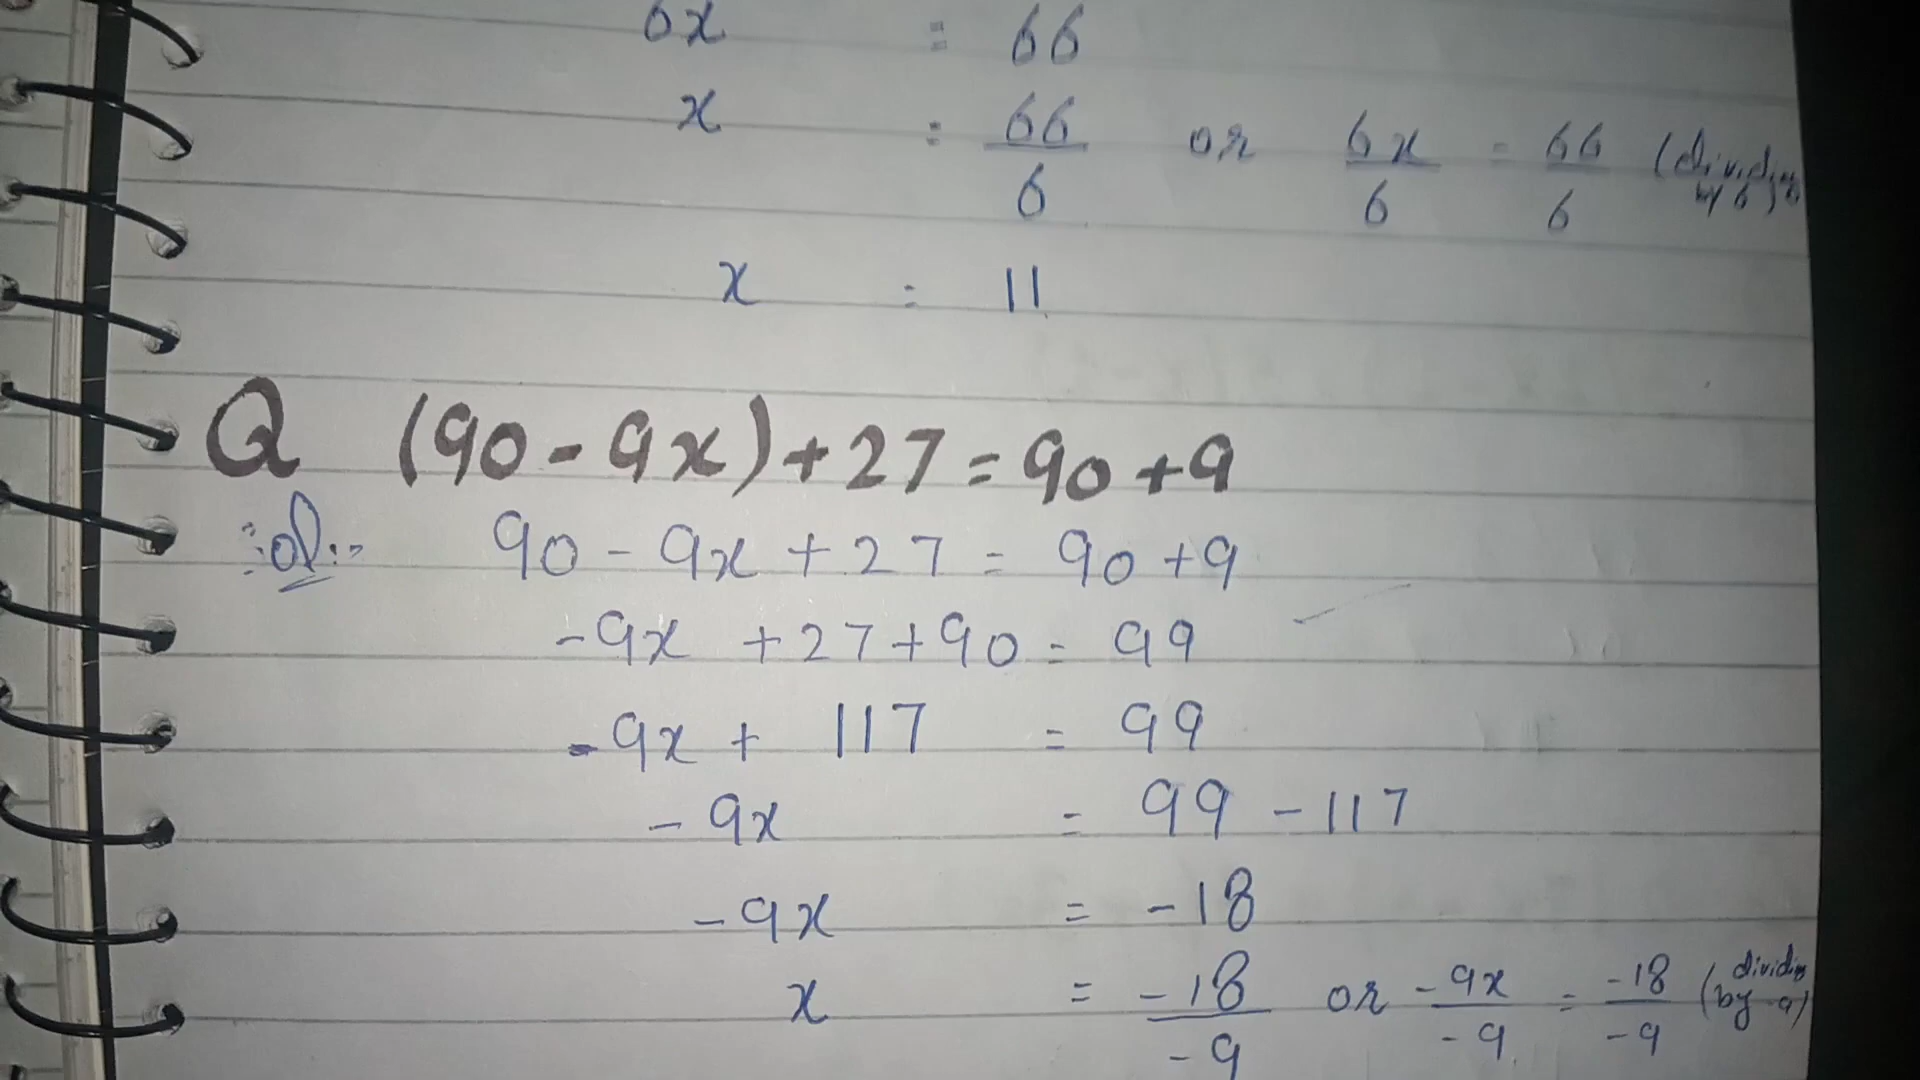 6x = 66
x = 66/6 or 6x/6 = 66/6 (dividing by 6)
x = 11
Q (90 - 9x) + 27 = 90 + 9
Sol:- 90 - 9x + 27 = 90 + 9
-9x + 27 + 90 = 99
-9x + 117 = 99
-9x = 99 - 117
-9x = -18
x = -18/-9 or -9x/-9 = -18/-9 (dividing by -9)